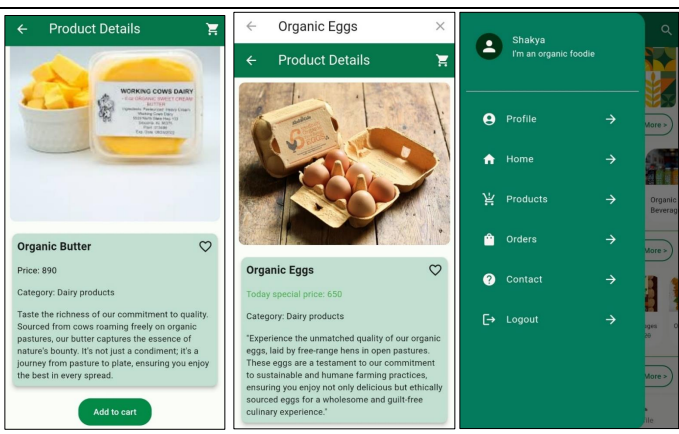 Product Details
WORKING COWS DAIRY
ORGANIC SWEET CREAM
BUTTER
Organic Butter
Price: 890
Category: Dairy products
Taste the richness of our commitment to quality.
Sourced from cows roaming freely on organic
pastures, our butter captures the essence of
nature's bounty. It's not just a condiment; it's a
journey from pasture to plate, ensuring you enjoy
the best in every spread.
Add to cart
Organic Eggs
Product Details
Organic Eggs
Today special price: 650
Category: Dairy products
"Experience the unmatched quality of our organic
eggs, laid by free-range hens in open pastures.
These eggs are a testament to our commitment
to sustainable and humane farming practices,
ensuring you enjoy not only delicious but ethically
sourced eggs for a wholesome and guilt-free
culinary experience."
Shakya
I'm an organic foodie
Profile
Home
Products
Orders
Contact
Logout
More >
Organic
Beverag
More >
More >